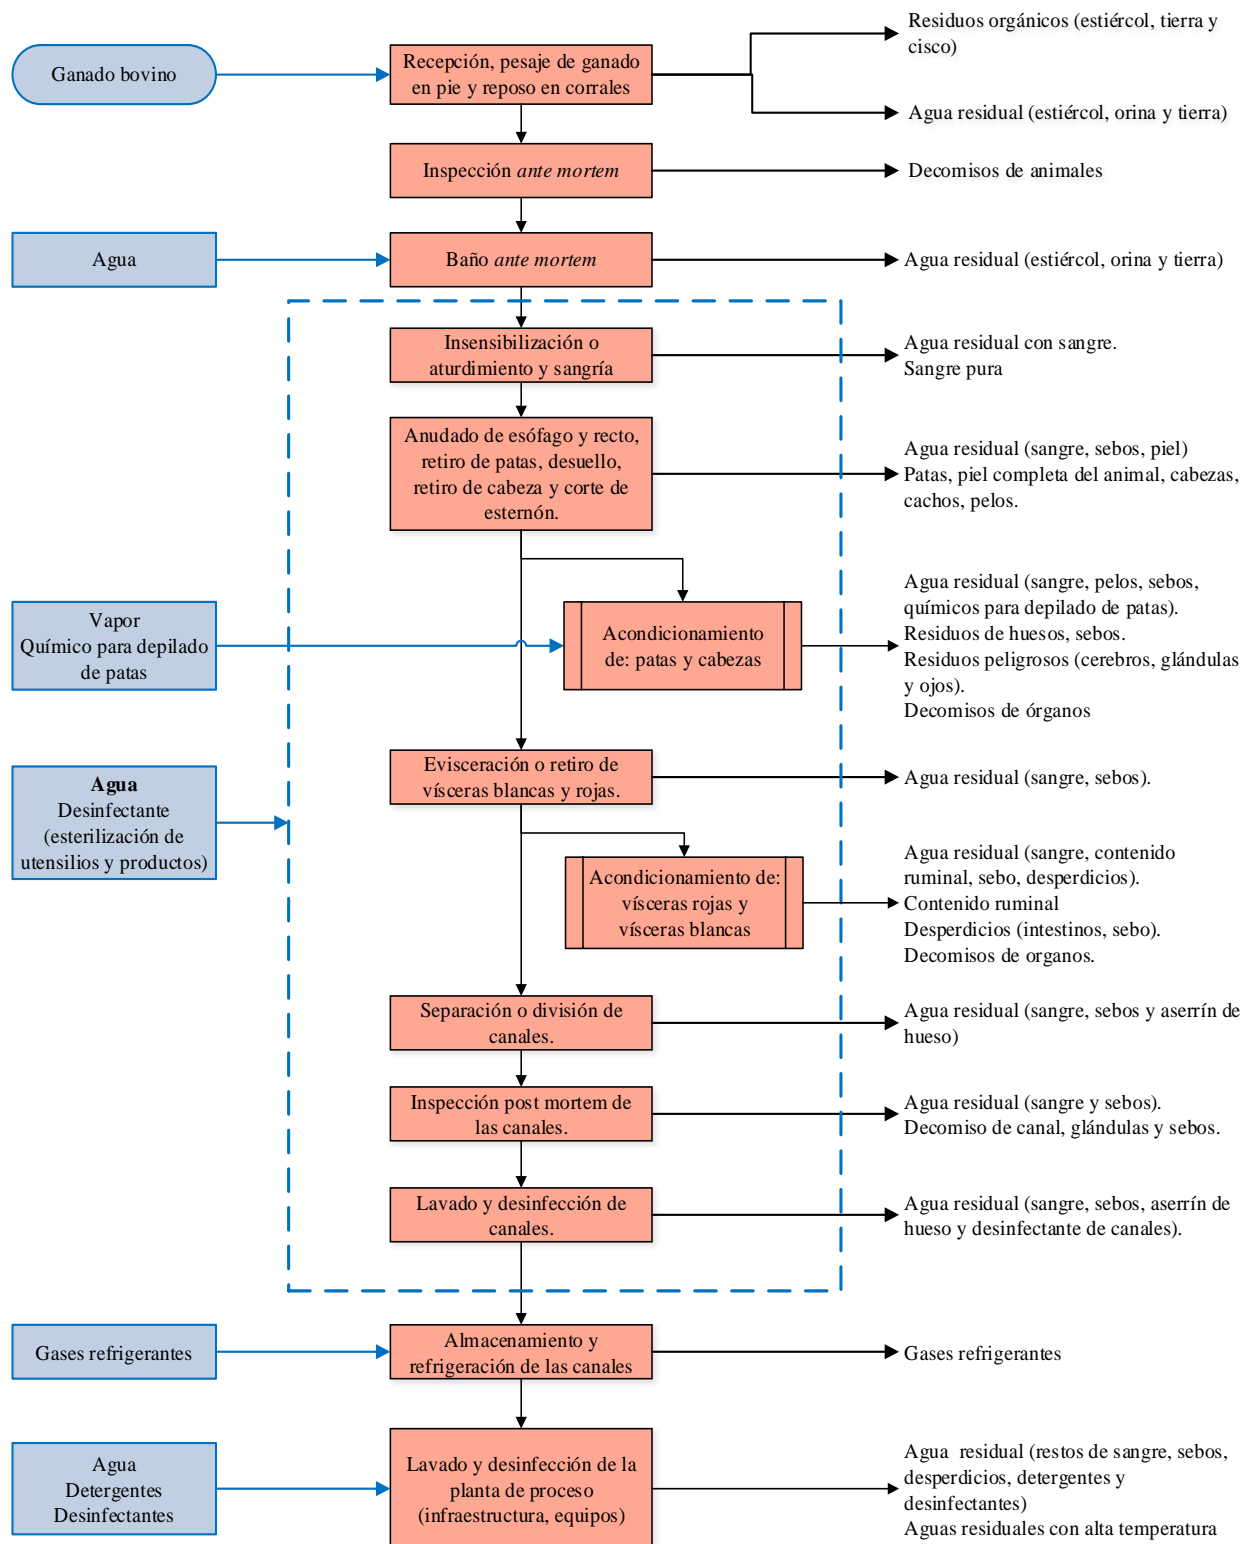 Ganado bovino
Recepción, pesaje de ganado
en pie y reposo en corrales
Residuos orgánicos (estiércol, tierra y
cisco)
Agua residual (estiércol, orina y tierra)
Inspección ante mortem
Decomisos de animales
Agua
Baño ante mortem
Agua residual (estiércol, orina y tierra)
Insensibilización o
aturdimiento y sangría
Agua residual con sangre.
Sangre pura
Anudado de esófago y recto,
retiro de patas, desuello,
retiro de cabeza y corte de
esternón.
Agua residual (sangre, sebos, piel)
Patas, piel completa del animal, cabezas,
cachos, pelos.
Vapor
Químico para depilado
de patas
Acondicionamiento
de: patas y cabezas
Agua residual (sangre, pelos, sebos,
químicos para depilado de patas).
Residuos de huesos, sebos.
Residuos peligrosos (cerebros, glándulas
y ojos).
Decomisos de órganos
Agua
Desinfectante
(esterilización de
utensilios y productos)
Evisceración o retiro de
vísceras blancas y rojas.
Agua residual (sangre, sebos).
Acondicionamiento de:
vísceras rojas y
vísceras blancas
Agua residual (sangre, contenido
ruminal, sebo, desperdicios).
Contenido ruminal
Desperdicios (intestinos, sebo).
Decomisos de organos.
Separación o división de
canales.
Agua residual (sangre, sebos y aserrín de
hueso)
Inspección post mortem de
las canales.
Agua residual (sangre y sebos).
Decomiso de canal, glándulas y sebos.
Lavado y desinfección de
canales.
Agua residual (sangre, sebos, aserrín de
hueso y desinfectante de canales).
Gases refrigerantes
Almacenamiento y
refrigeración de las canales
Gases refrigerantes
Agua
Detergentes
Desinfectantes
Lavado y desinfección de la
planta de proceso
(infraestructura, equipos)
Agua residual (restos de sangre, sebos,
desperdicios, detergentes y
desinfectantes)
Aguas residuales con alta temperatura